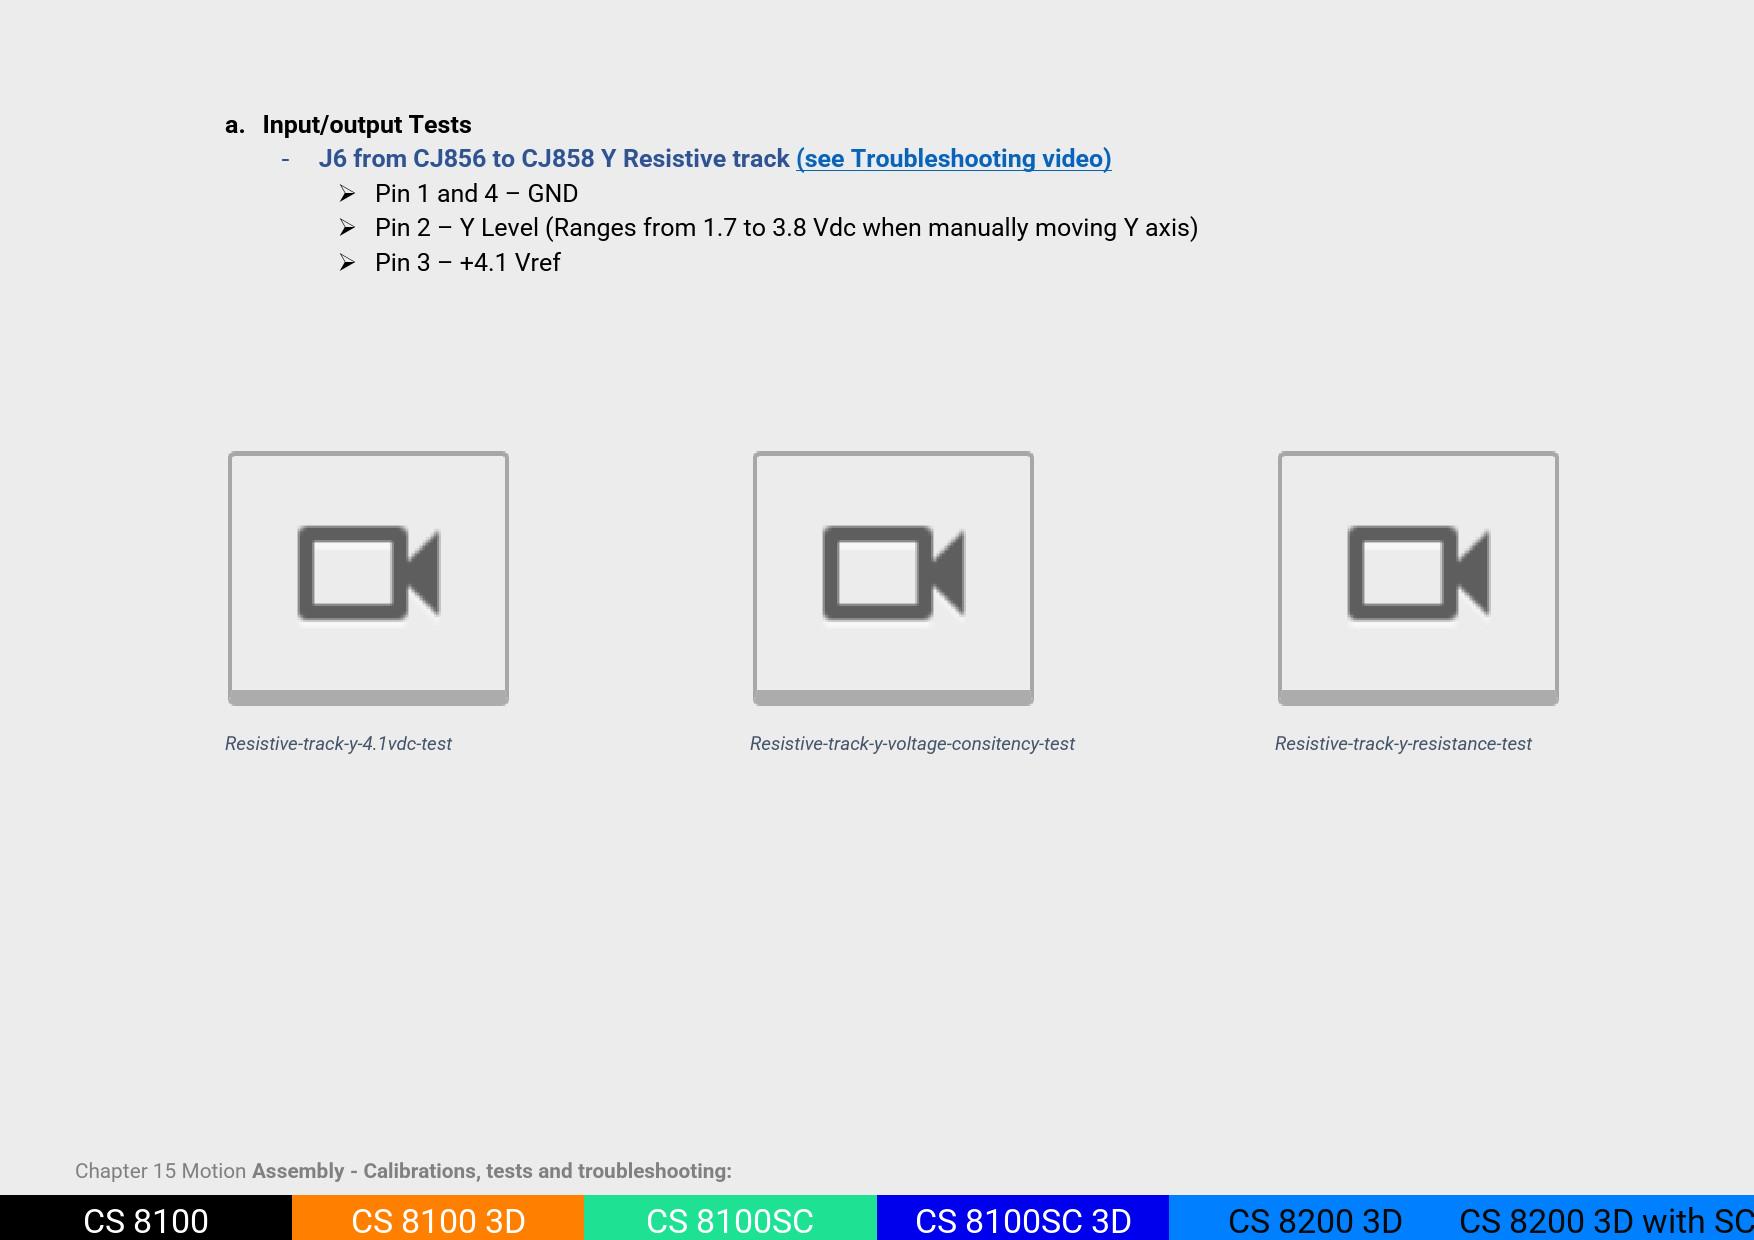 a. Input/output Tests
- J6 from CJ856 to CJ858 Y Resistive track (see Troubleshooting video)
➢ Pin 1 and 4 – GND
➢ Pin 2 – Y Level (Ranges from 1.7 to 3.8 Vdc when manually moving Y axis)
➢ Pin 3 – +4.1 Vref
Resistive-track-y-4.1vdc-test
Resistive-track-y-voltage-consitency-test
Resistive-track-y-resistance-test
Chapter 15 Motion Assembly - Calibrations, tests and troubleshooting:
CS 8100
CS 8100 3D
CS 8100SC
CS 8100SC 3D
CS 8200 3D
CS 8200 3D with SC